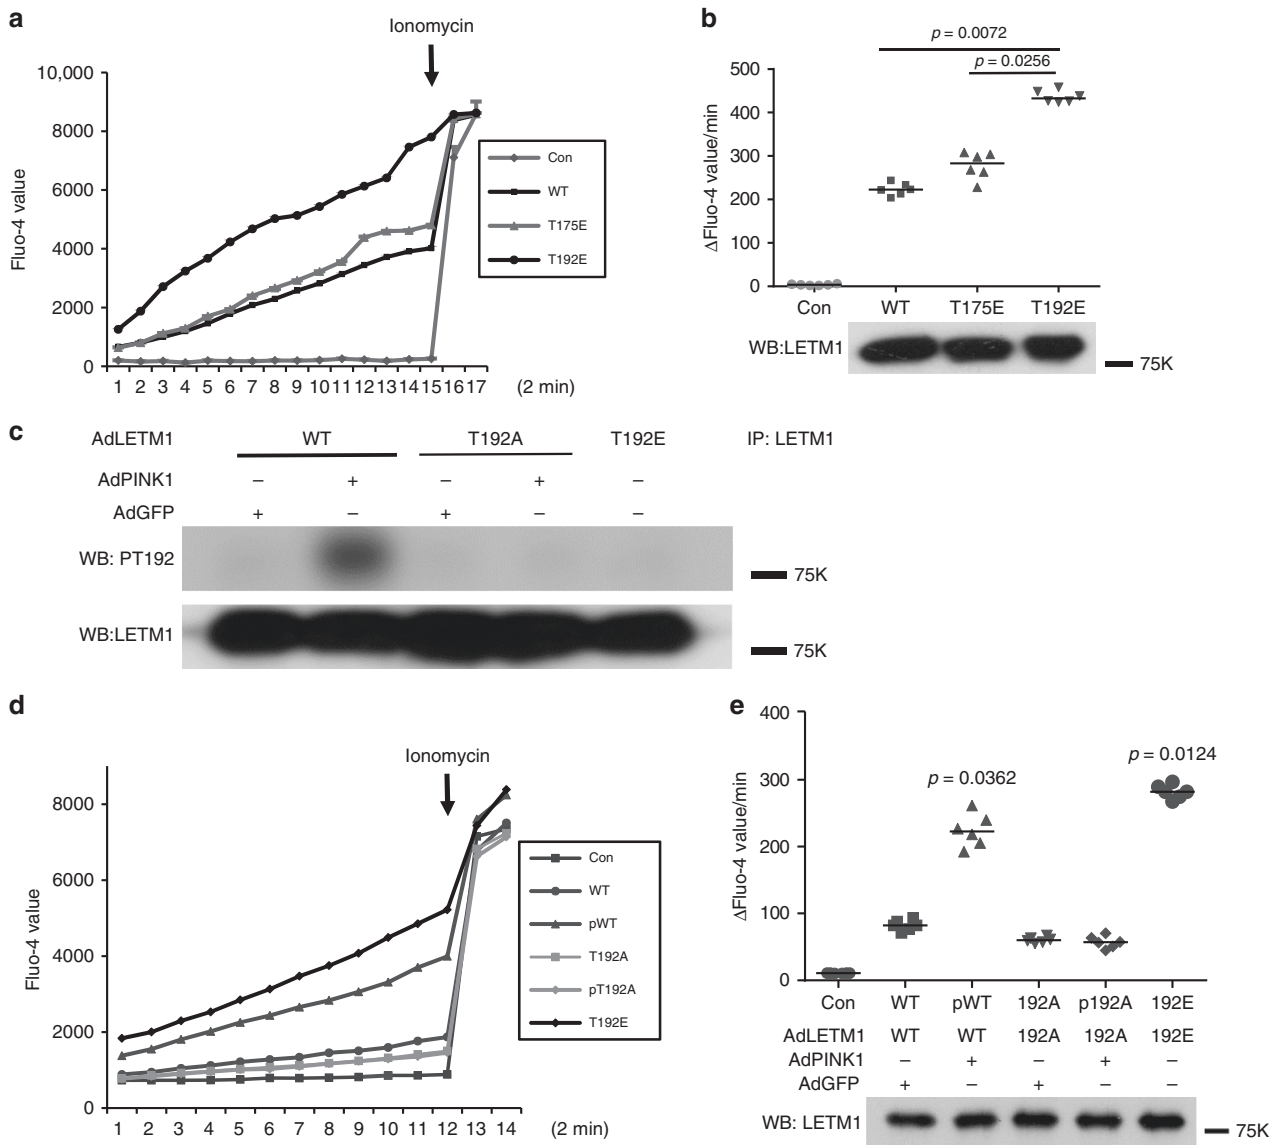 a
Ionomycin
10,000
8000
6000
4000
2000
0
Fluo-4 value
1 2 3 4 5 6 7 8 9 10 11 12 13 14 15 16 17 (2 min)
Con
WT
T175E
T192E
b
p = 0.0072
p = 0.0256
500
400
300
200
100
0
ΔFluo-4 value/min
Con WT T175E T192E
WB:LETM1
75K
c
AdLETM1 WT T192A T192E IP: LETM1
AdPINK1 – + – + –
AdGFP + – + – –
WB: PT192
75K
WB:LETM1
75K
d
Ionomycin
8000
6000
4000
2000
0
Fluo-4 value
1 2 3 4 5 6 7 8 9 10 11 12 13 14 (2 min)
Con
WT
pWT
T192A
pT192A
T192E
e
400
300
200
100
0
ΔFluo-4 value/min
p = 0.0362
p = 0.0124
Con WT pWT 192A p192A 192E
AdLETM1 WT WT 192A 192A 192E
AdPINK1 – + – + –
AdGFP + – + – –
WB: LETM1
75K